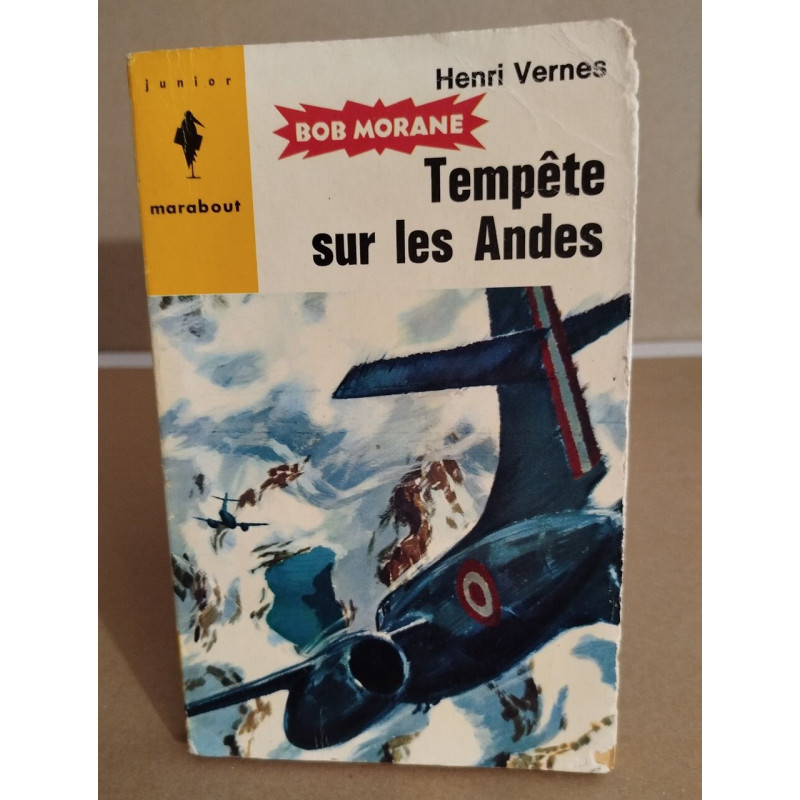 junior
marabout
Henri Vernes
BOB MORANE
Tempête
sur les Andes